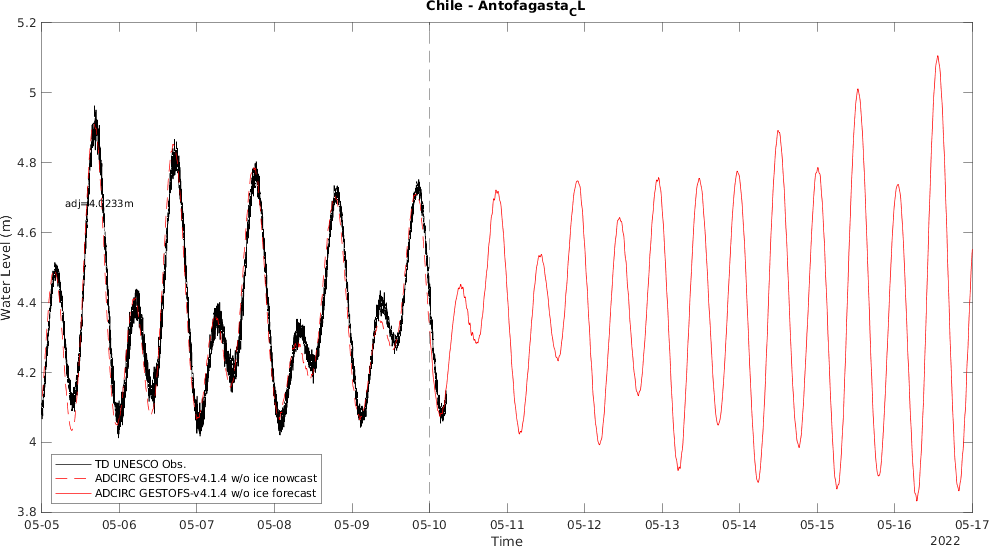 Chile - Antofagasta_CL
5.2
5
4.8
4.6
4.4
4.2
4
3.8
Water Level (m)
adj=4.0233m
TD UNESCO Obs.
ADCIRC GESTOFS-v4.1.4 w/o ice nowcast
ADCIRC GESTOFS-v4.1.4 w/o ice forecast
05-05 05-06 05-07 05-08 05-09 05-10 05-11 05-12 05-13 05-14 05-15 05-16 05-17
Time
2022